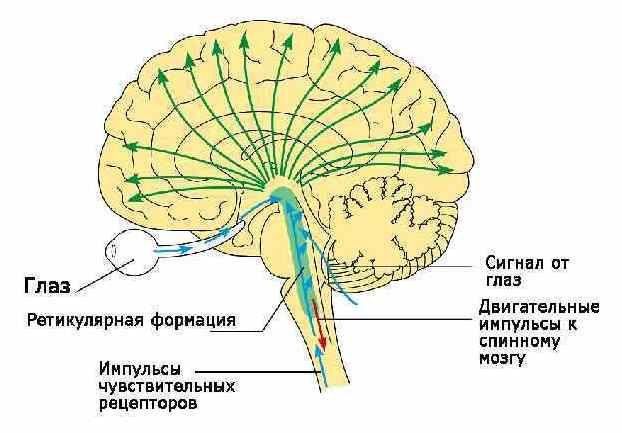 Глаз
Ретикулярная формация
Импульсы
чувствительных
рецепторов
Сигнал от
глаз
Двигательные
импульсы к
спинному
мозгу